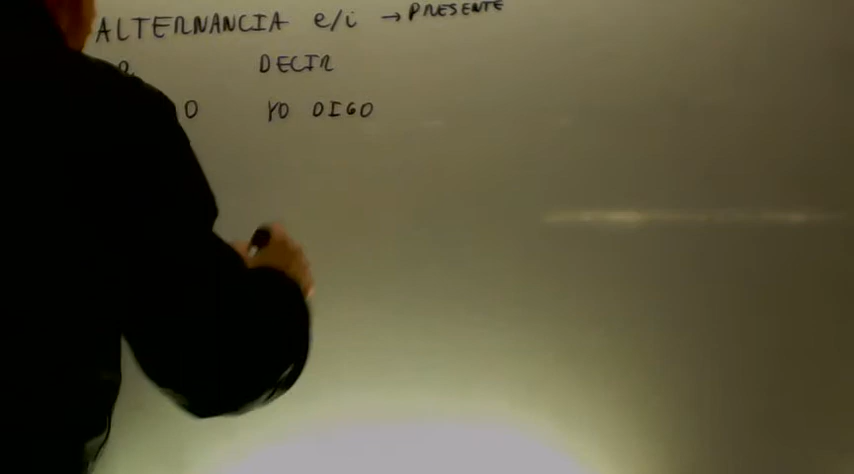 ALTERNANCIA e/i → PRESENTE
DECIR
YO DIGO